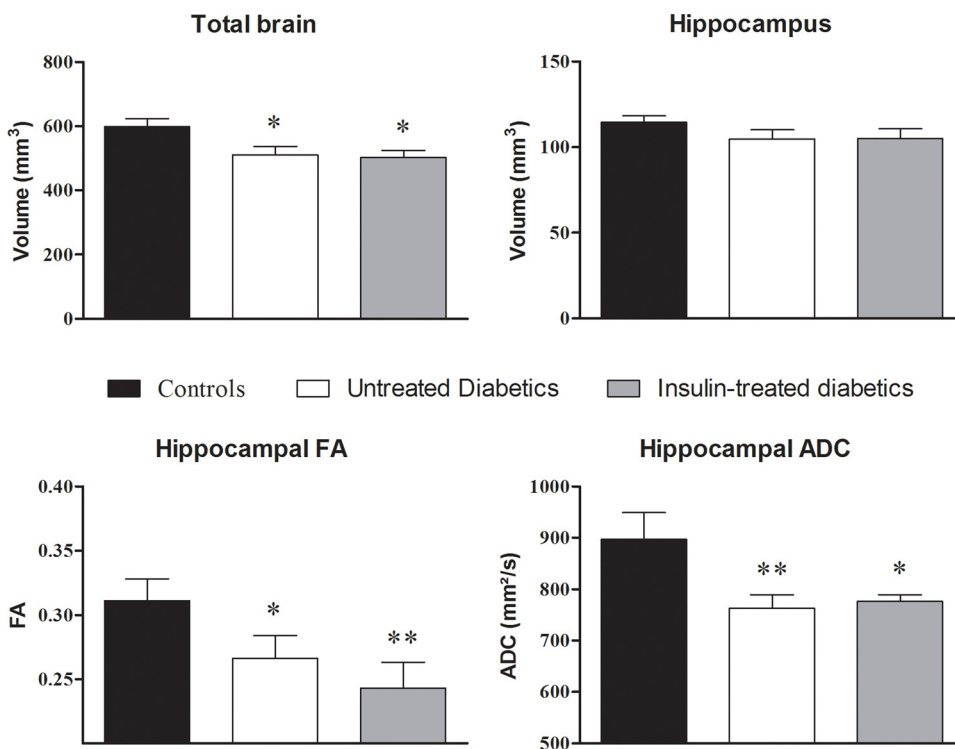 Total brain
Volume (mm³)
800
600
400
200
0
*
*
Hippocampus
Volume (mm³)
150
100
50
0
Controls Untreated Diabetics Insulin-treated diabetics
Hippocampal FA
FA
0.40
0.35
0.30
0.25
*
**
Hippocampal ADC
ADC (mm²/s)
1000
900
800
700
600
500
**
*